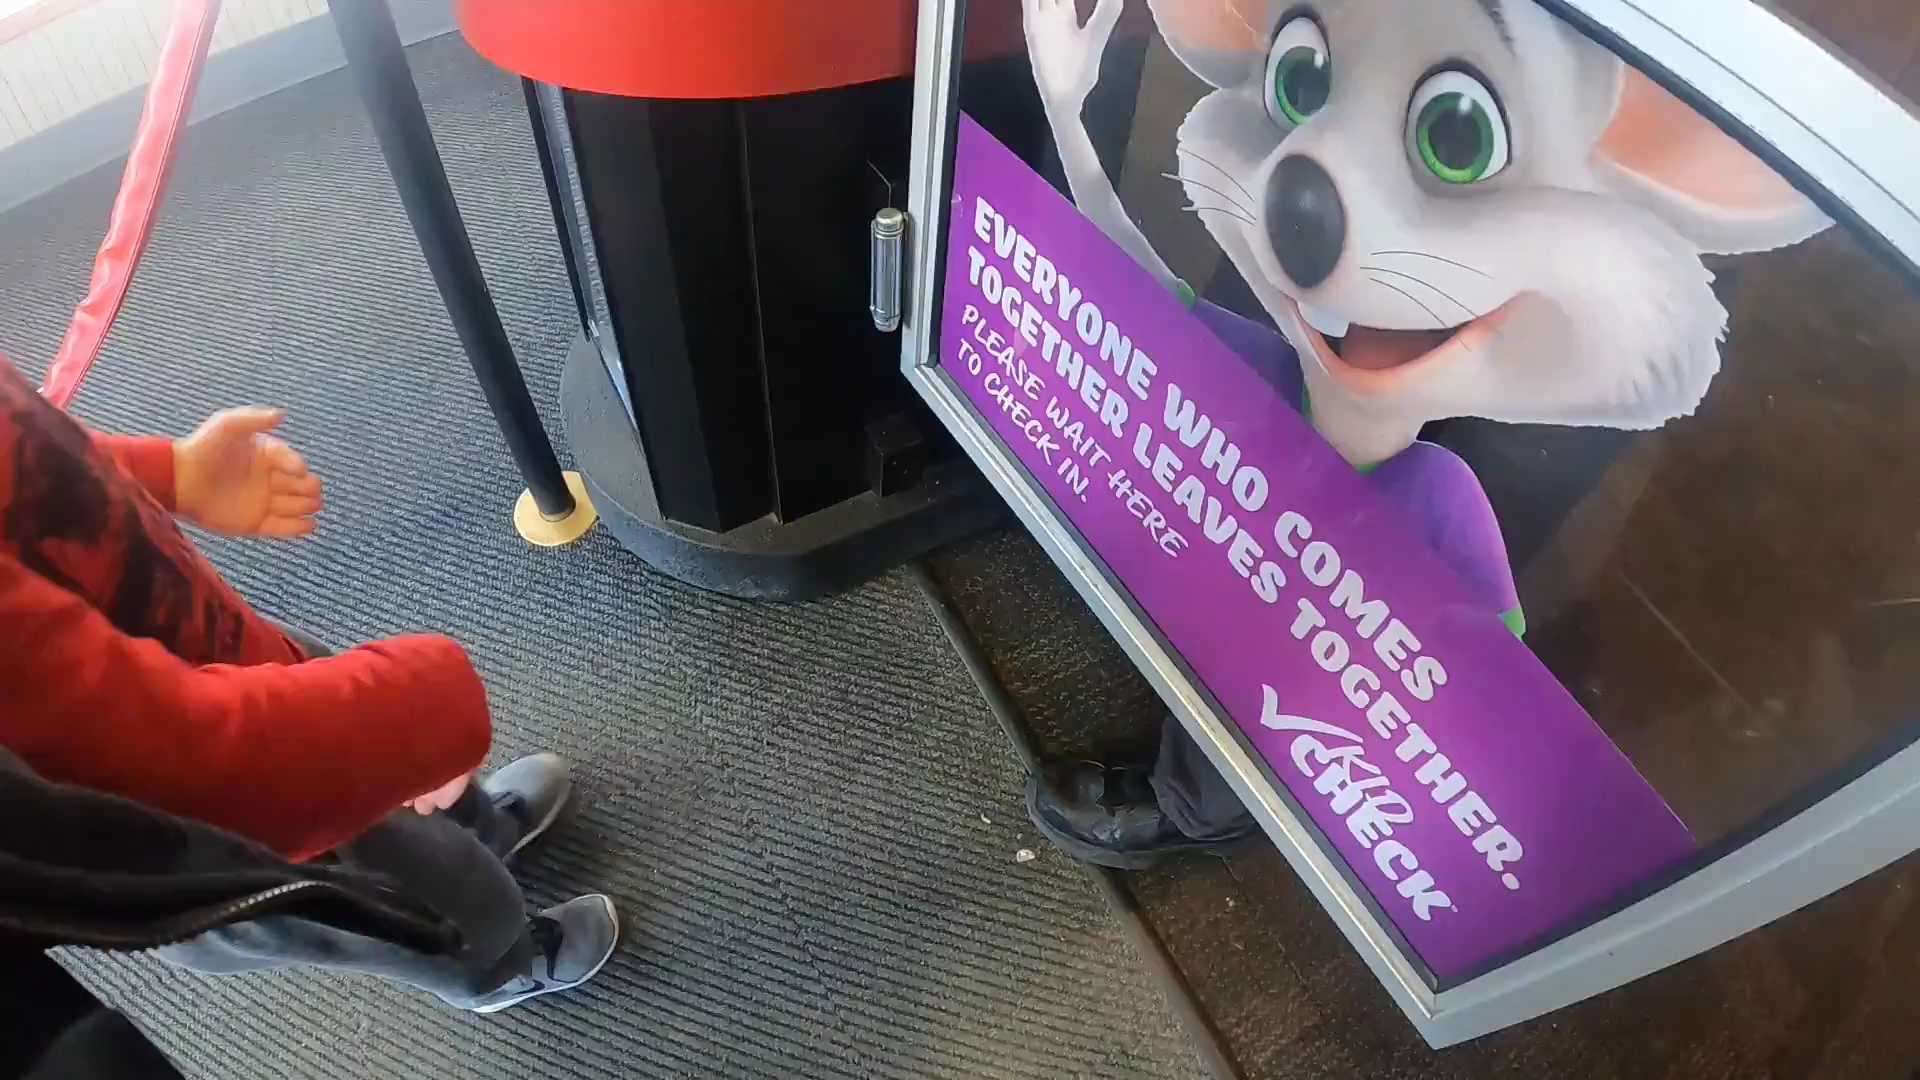 EVERYONE WHO COMES
TOGETHER LEAVES TOGETHER.
PLEASE WAIT HERE
TO CHECK IN.
KID
CHECK